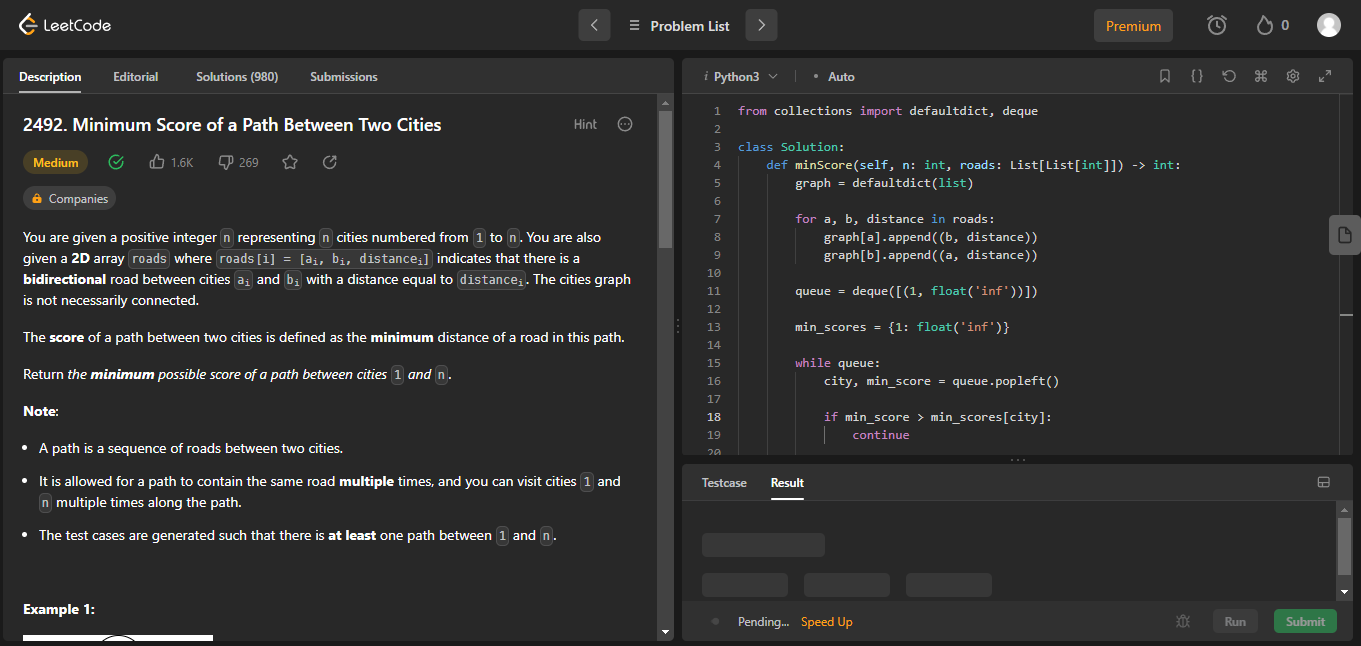 LeetCode
Problem List
Premium
0
Description Editorial Solutions (980) Submissions
2492. Minimum Score of a Path Between Two Cities
Hint
Medium 1.6K 269
Companies
You are given a positive integer n representing n cities numbered from 1 to n. You are also
given a 2D array roads where roads[i] = [ai, bi, distancei] indicates that there is a
bidirectional road between cities ai and bi with a distance equal to distancei. The cities graph
is not necessarily connected.
The score of a path between two cities is defined as the minimum distance of a road in this path.
Return the minimum possible score of a path between cities 1 and n.
Note:
• A path is a sequence of roads between two cities.
• It is allowed for a path to contain the same road multiple times, and you can visit cities 1 and
n multiple times along the path.
• The test cases are generated such that there is at least one path between 1 and n.
Example 1:
i Python3 • Auto
1 from collections import defaultdict, deque
2
3 class Solution:
4     def minScore(self, n: int, roads: List[List[int]]) -> int:
5         graph = defaultdict(list)
6
7         for a, b, distance in roads:
8             graph[a].append((b, distance))
9             graph[b].append((a, distance))
10
11         queue = deque([(1, float('inf'))])
12
13         min_scores = {1: float('inf')}
14
15         while queue:
16             city, min_score = queue.popleft()
17
18             if min_score > min_scores[city]:
19                 continue
20
Testcase Result
Pending... Speed Up
Run Submit